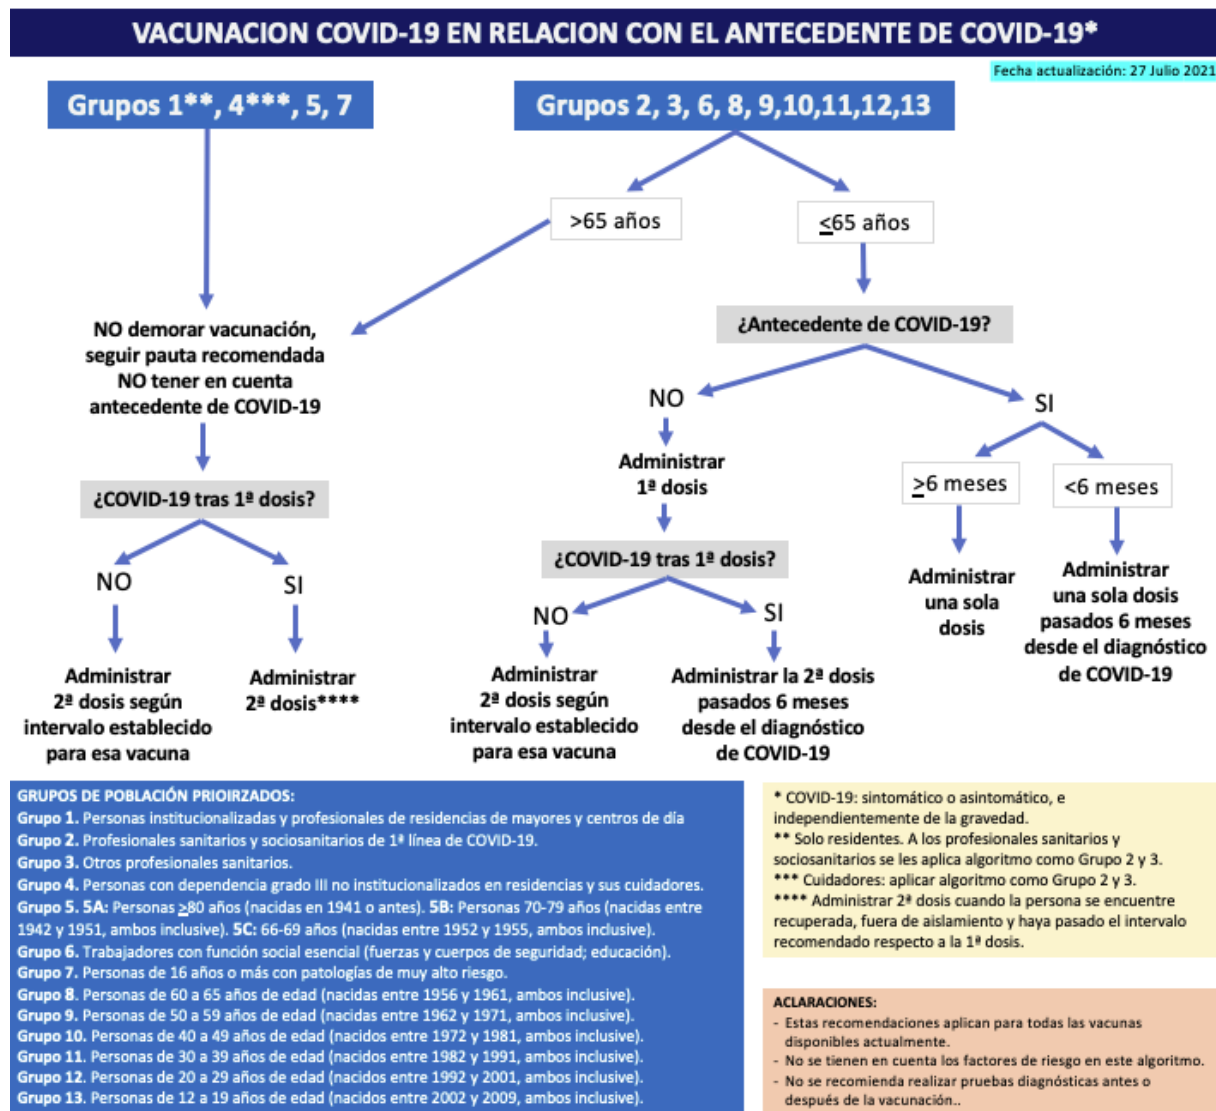 VACUNACION COVID-19 EN RELACION CON EL ANTECEDENTE DE COVID-19*
Fecha actualización: 27 Julio 2021
Grupos 1**, 4***, 5, 7
Grupos 2, 3, 6, 8, 9,10,11,12,13
>65 años
≤65 años
NO demorar vacunación,
seguir pauta recomendada
NO tener en cuenta
antecedente de COVID-19
¿Antecedente de COVID-19?
NO
SI
Administrar
1ª dosis
≥6 meses
<6 meses
¿COVID-19 tras 1ª dosis?
¿COVID-19 tras 1ª dosis?
Administrar
una sola
dosis
Administrar
una sola dosis
pasados 6 meses
desde el diagnóstico
de COVID-19
NO
SI
NO
SI
Administrar
2ª dosis según
intervalo establecido
para esa vacuna
Administrar
2ª dosis****
Administrar
2ª dosis según
intervalo establecido
para esa vacuna
Administrar la 2ª dosis
pasados 6 meses
desde el diagnóstico
de COVID-19
GRUPOS DE POBLACIÓN PRIOIRZADOS:
Grupo 1. Personas institucionalizadas y profesionales de residencias de mayores y centros de día
Grupo 2. Profesionales sanitarios y sociosanitarios de 1ª línea de COVID-19.
Grupo 3. Otros profesionales sanitarios.
Grupo 4. Personas con dependencia grado III no institucionalizados en residencias y sus cuidadores.
Grupo 5. 5A: Personas ≥80 años (nacidas en 1941 o antes). 5B: Personas 70-79 años (nacidas entre
1942 y 1951, ambos inclusive). 5C: 66-69 años (nacidas entre 1952 y 1955, ambos inclusive).
Grupo 6. Trabajadores con función social esencial (fuerzas y cuerpos de seguridad; educación).
Grupo 7. Personas de 16 años o más con patologías de muy alto riesgo.
Grupo 8. Personas de 60 a 65 años de edad (nacidas entre 1956 y 1961, ambos inclusive).
Grupo 9. Personas de 50 a 59 años de edad (nacidas entre 1962 y 1971, ambos inclusive).
Grupo 10. Personas de 40 a 49 años de edad (nacidos entre 1972 y 1981, ambos inclusive).
Grupo 11. Personas de 30 a 39 años de edad (nacidos entre 1982 y 1991, ambos inclusive).
Grupo 12. Personas de 20 a 29 años de edad (nacidos entre 1992 y 2001, ambos inclusive).
Grupo 13. Personas de 12 a 19 años de edad (nacidos entre 2002 y 2009, ambos inclusive).
* COVID-19: sintomático o asintomático, e
independientemente de la gravedad.
** Solo residentes. A los profesionales sanitarios y
sociosanitarios se les aplica algoritmo como Grupo 2 y 3.
*** Cuidadores: aplicar algoritmo como Grupo 2 y 3.
**** Administrar 2ª dosis cuando la persona se encuentre
recuperada, fuera de aislamiento y haya pasado el intervalo
recomendado respecto a la 1ª dosis.
ACLARACIONES:
- Estas recomendaciones aplican para todas las vacunas
disponibles actualmente.
- No se tienen en cuenta los factores de riesgo en este algoritmo.
- No se recomienda realizar pruebas diagnósticas antes o
después de la vacunación..